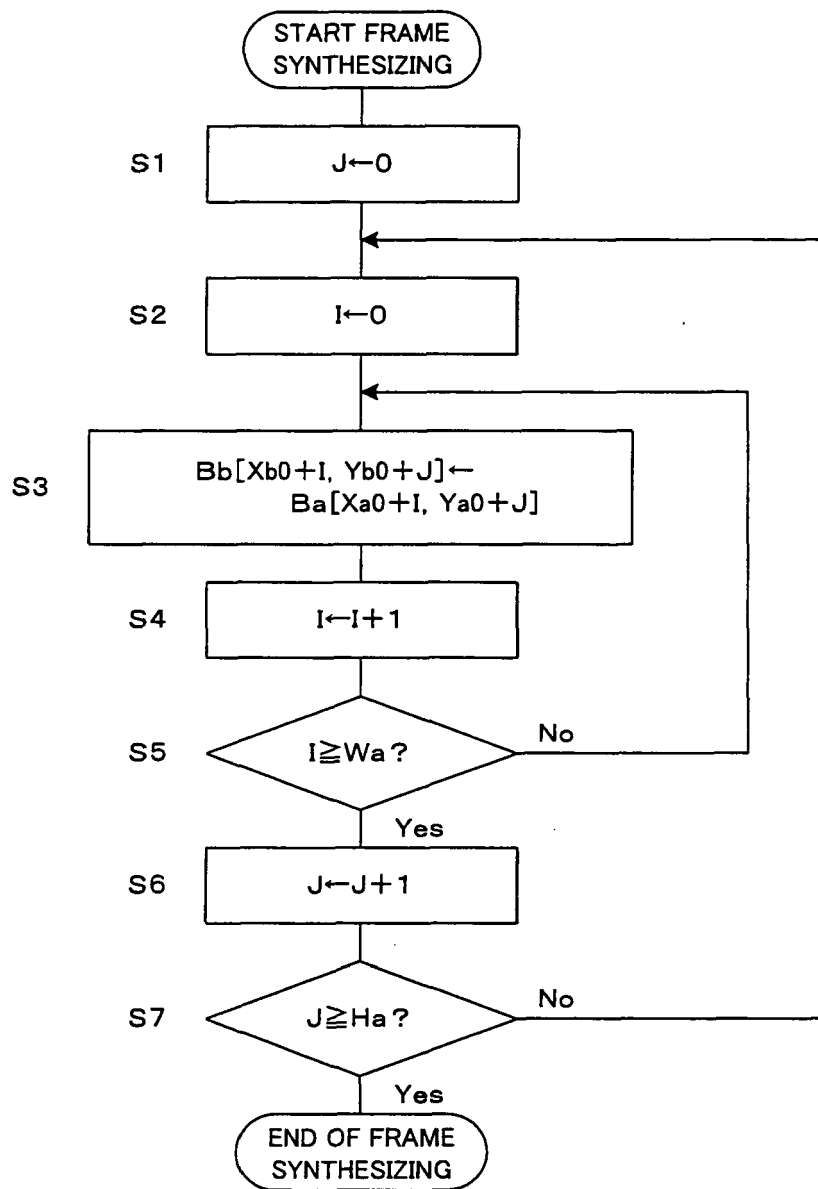 START FRAME
SYNTHESIZING
S1
J←0
S2
I←0
S3
Bb[Xb0+I, Yb0+J]←
Ba[Xa0+I, Ya0+J]
S4
I←I+1
S5
I≧Wa?
No
Yes
S6
J←J+1
S7
J≧Ha?
No
Yes
END OF FRAME
SYNTHESIZING